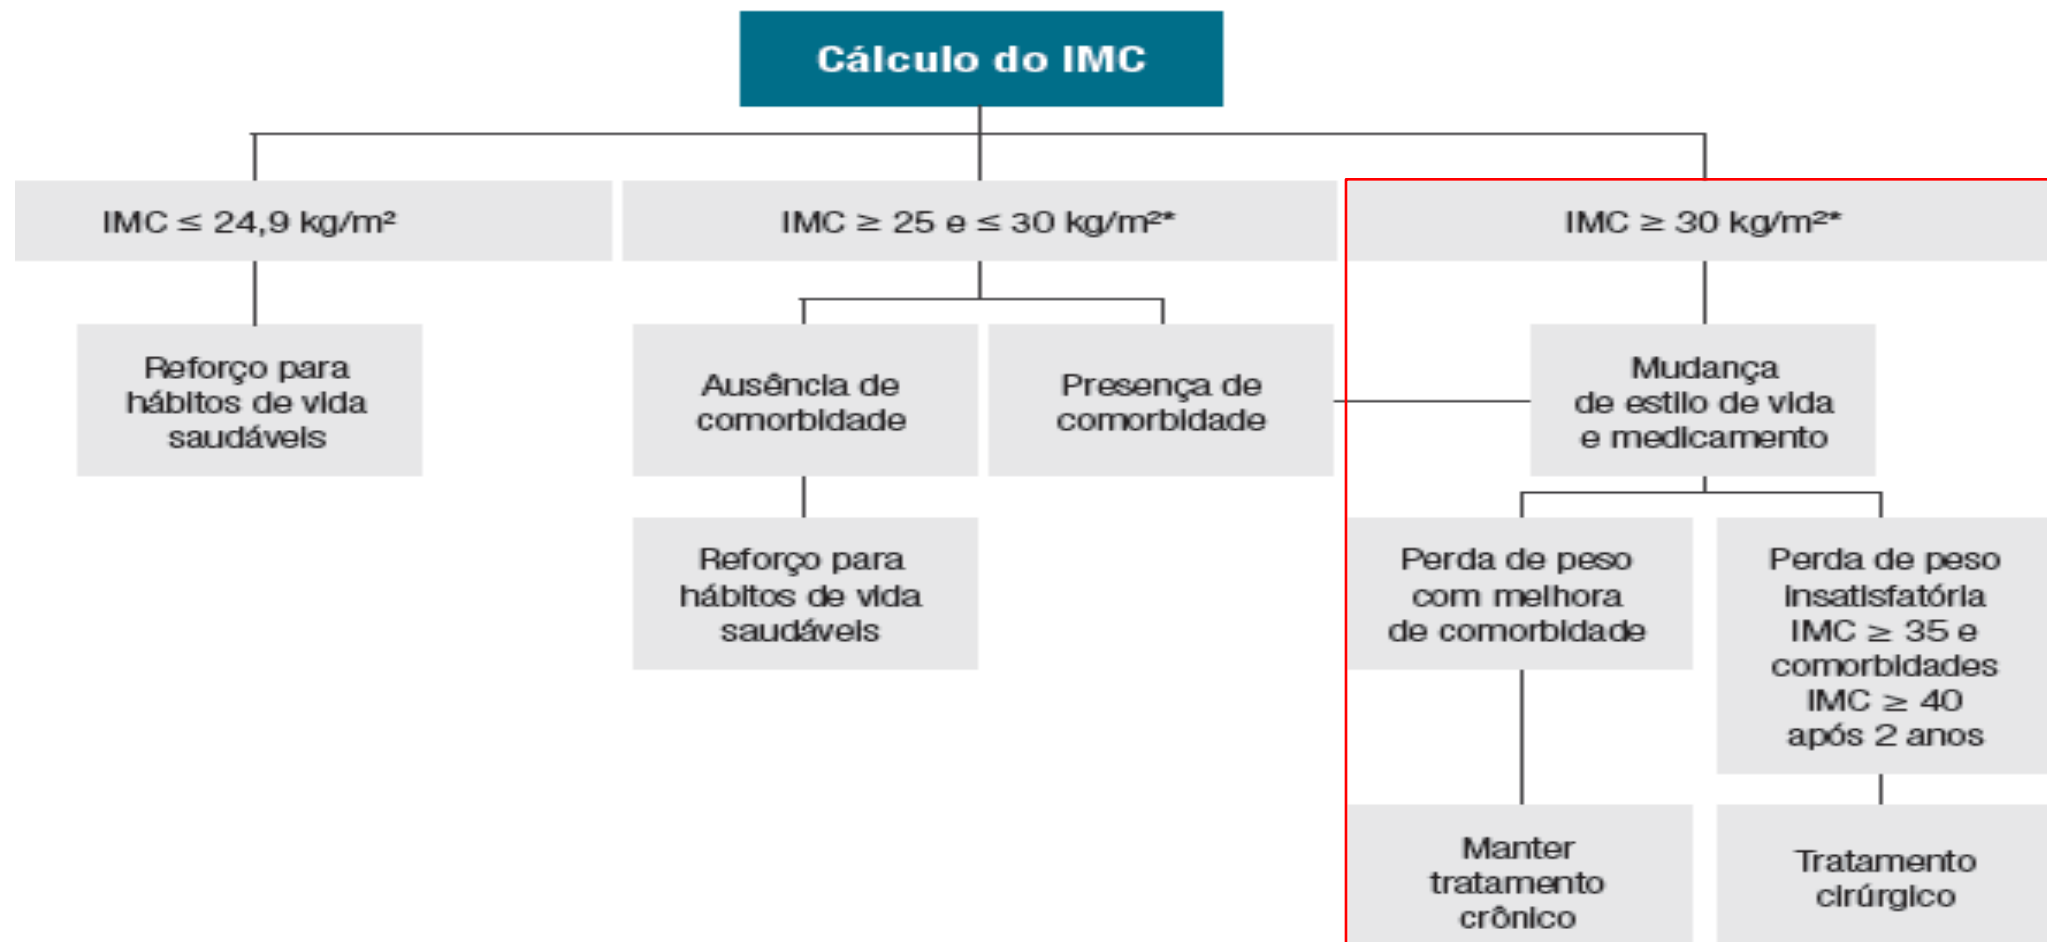 Cálculo do IMC
IMC ≤ 24,9 kg/m²
IMC ≥ 25 e ≤ 30 kg/m²*
IMC ≥ 30 kg/m²*
Reforço para
hábitos de vida
saudáveis
Ausência de
comorbidade
Presença de
comorbidade
Mudança
de estilo de vida
e medicamento
Reforço para
hábitos de vida
saudáveis
Perda de peso
com melhora
de comorbidade
Perda de peso
insatisfatória
IMC ≥ 35 e
comorbidades
IMC ≥ 40
após 2 anos
Manter
tratamento
crônico
Tratamento
cirúrgico